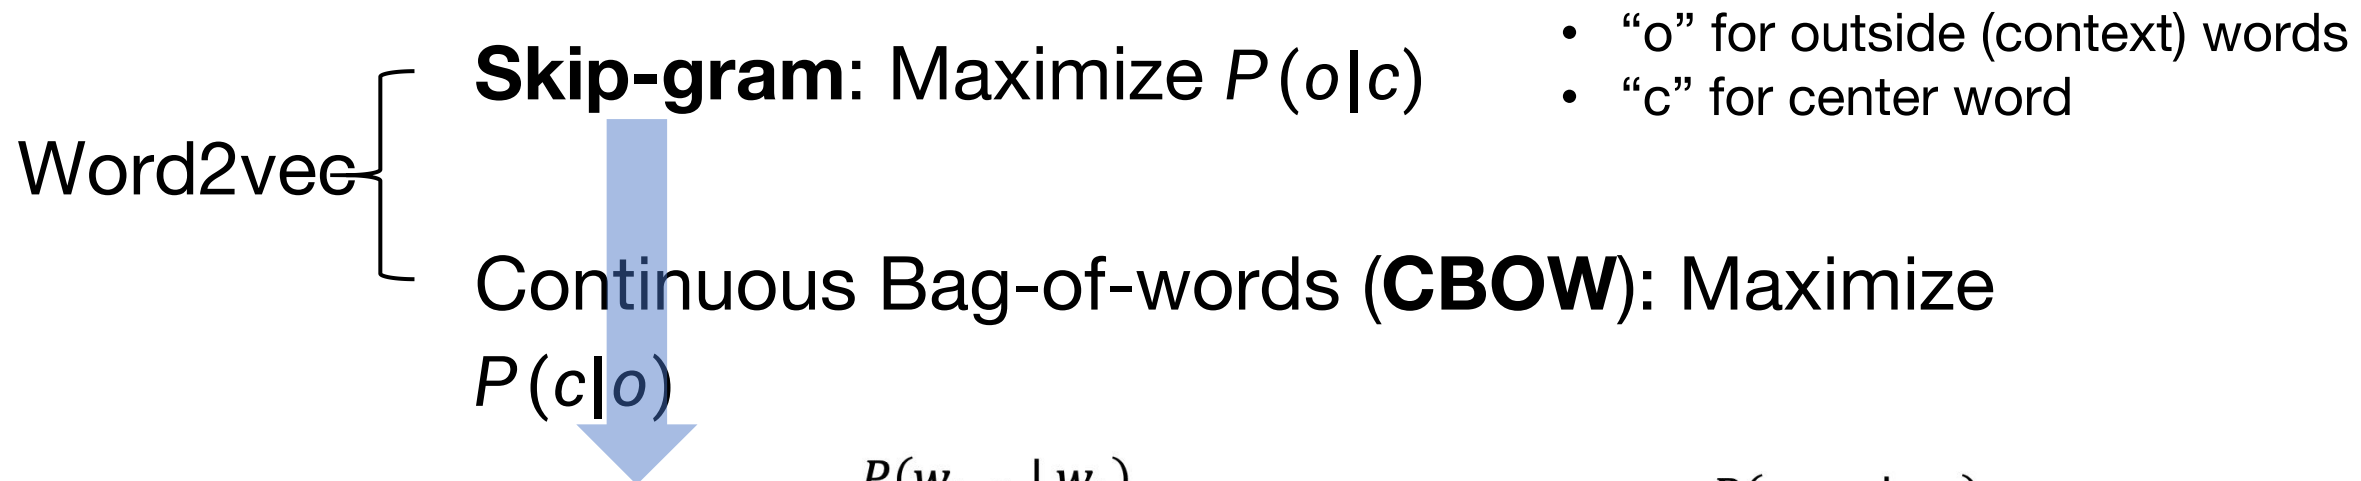 • “o” for outside (context) words
Skip-gram: Maximize P(o|c)
• “c” for center word
Word2vec
Continuous Bag-of-words (CBOW): Maximize
P(c|o)